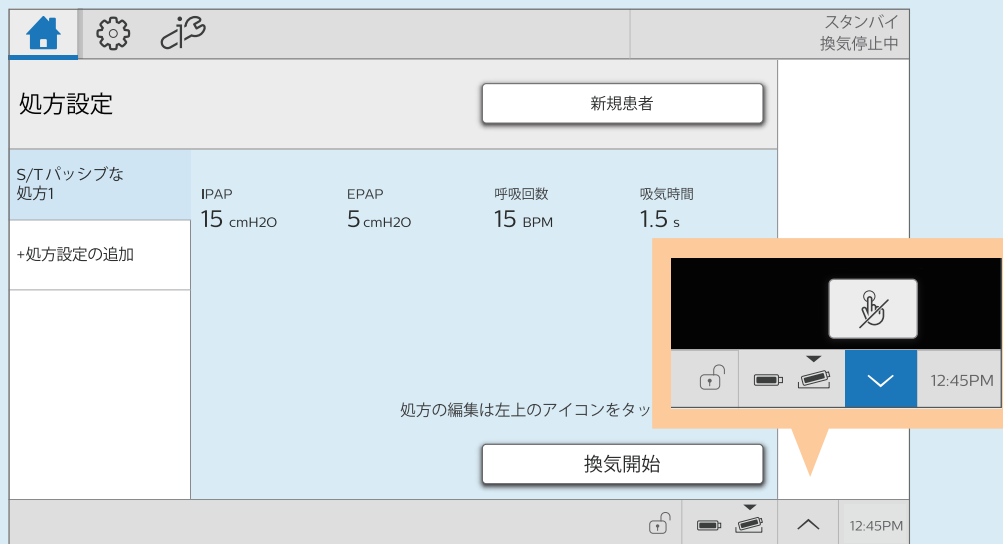 スタンバイ
換気停止中
処方設定
新規患者
S/Tパッシブな
処方1
+処方設定の追加
IPAP
15 cmH2O
EPAP
5 cmH2O
呼吸回数
15 BPM
吸気時間
1.5 s
処方の編集は左上のアイコンをタッ
12:45PM
換気開始
12:45PM